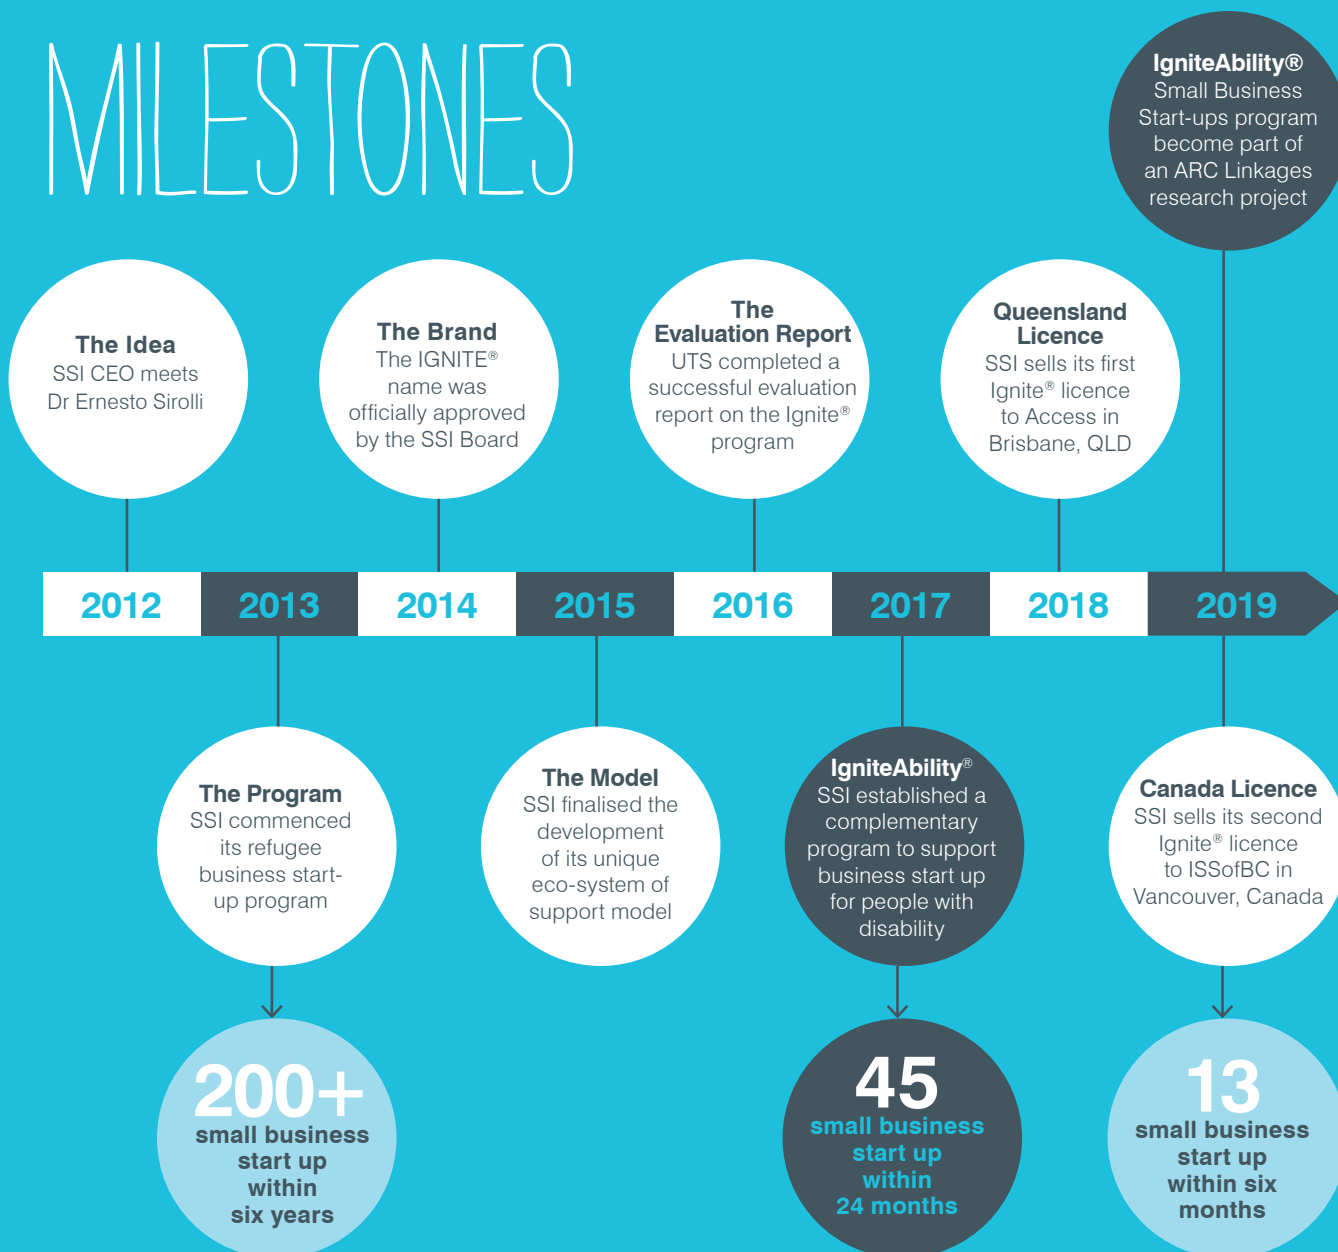 MILESTONES
IgniteAbility®
Small Business
Start-ups program
become part of
an ARC Linkages
research project
The Idea
SSI CEO meets
Dr Ernesto Sirolli
The Brand
The IGNITE®
name was
officially approved
by the SSI Board
The
Evaluation Report
UTS completed a
successful evaluation
report on the Ignite®
program
Queensland
Licence
SSI sells its first
Ignite® licence
to Access in
Brisbane, QLD
2012
2013
2014
2015
2016
2017
2018
2019
The Program
SSI commenced
its refugee
business start-
up program
The Model
SSI finalised the
development
of its unique
eco-system of
support model
IgniteAbility®
SSI established a
complementary
program to support
business start up
for people with
disability
Canada Licence
SSI sells its second
Ignite® licence
to ISSofBC in
Vancouver, Canada
200+
small business
start up
within
six years
45
small business
start up
within
24 months
13
small business
start up
within six
months